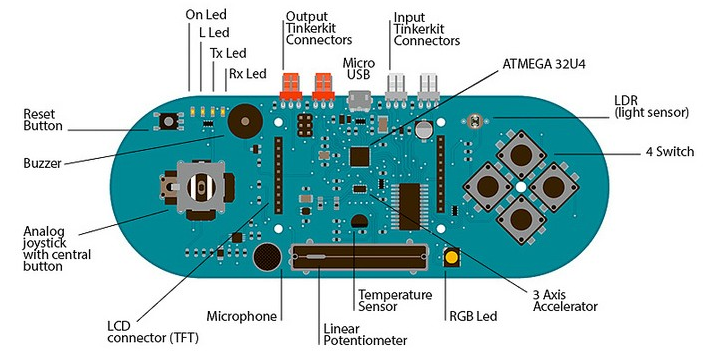 On Led
L Led
Tx Led
Rx Led
Output
Tinkerkit
Connectors
Micro
USB
Input
Tinkerkit
Connectors
ATMEGA 32U4
LDR
(light sensor)
4 Switch
Reset
Button
Buzzer
Analog
joystick
with central
button
LCD
connector (TFT)
Microphone
Linear
Potentiometer
Temperature
Sensor
RGB Led
3 Axis
Accelerator